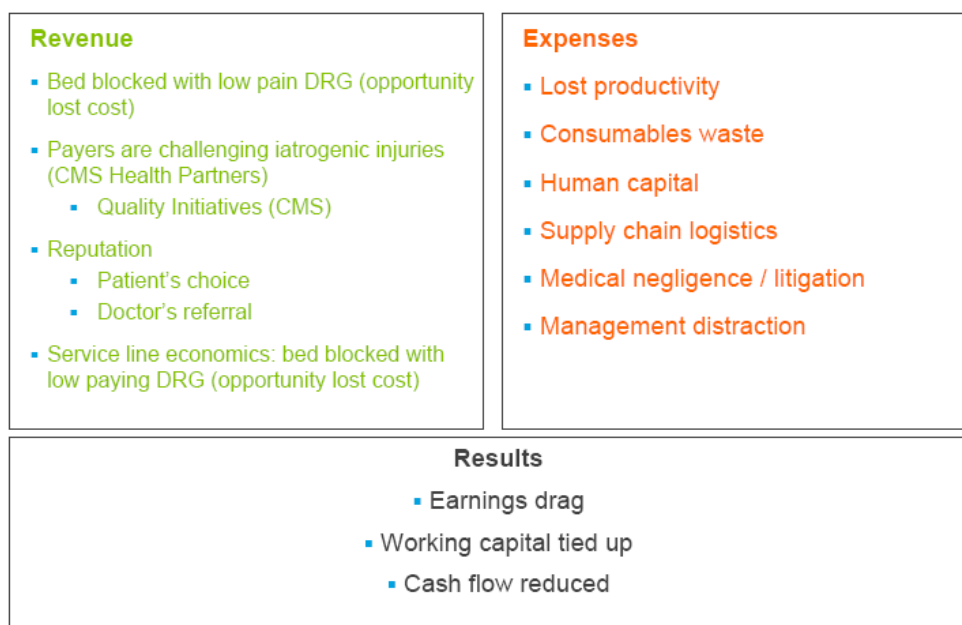 Revenue
▪ Bed blocked with low pain DRG (opportunity
lost cost)
▪ Payers are challenging iatrogenic injuries
(CMS Health Partners)
▪ Quality Initiatives (CMS)
▪ Reputation
▪ Patient's choice
▪ Doctor's referral
▪ Service line economics: bed blocked with
low paying DRG (opportunity lost cost)
Expenses
▪ Lost productivity
▪ Consumables waste
▪ Human capital
▪ Supply chain logistics
▪ Medical negligence / litigation
▪ Management distraction
Results
▪ Earnings drag
▪ Working capital tied up
▪ Cash flow reduced